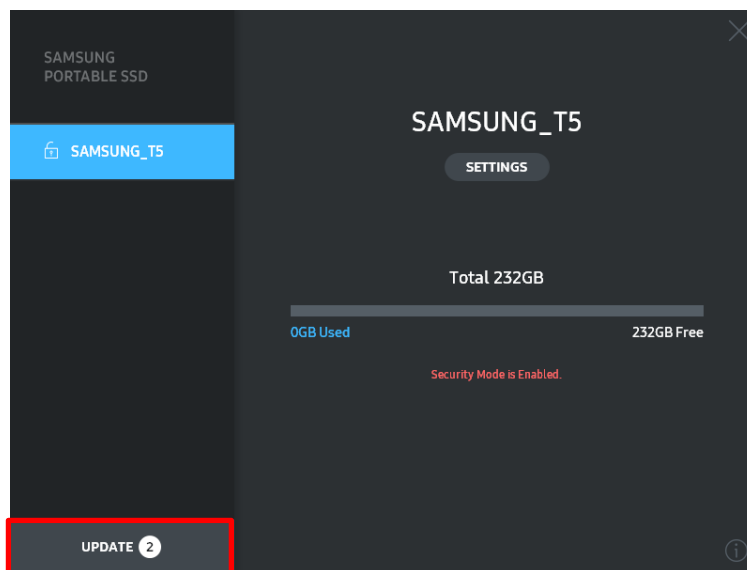 SAMSUNG
PORTABLE SSD
SAMSUNG_T5
SAMSUNG_T5
SETTINGS
Total 232GB
0GB Used 232GB Free
Security Mode is Enabled.
UPDATE 2